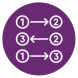 1 → 2
3 ← 2
1 → 3